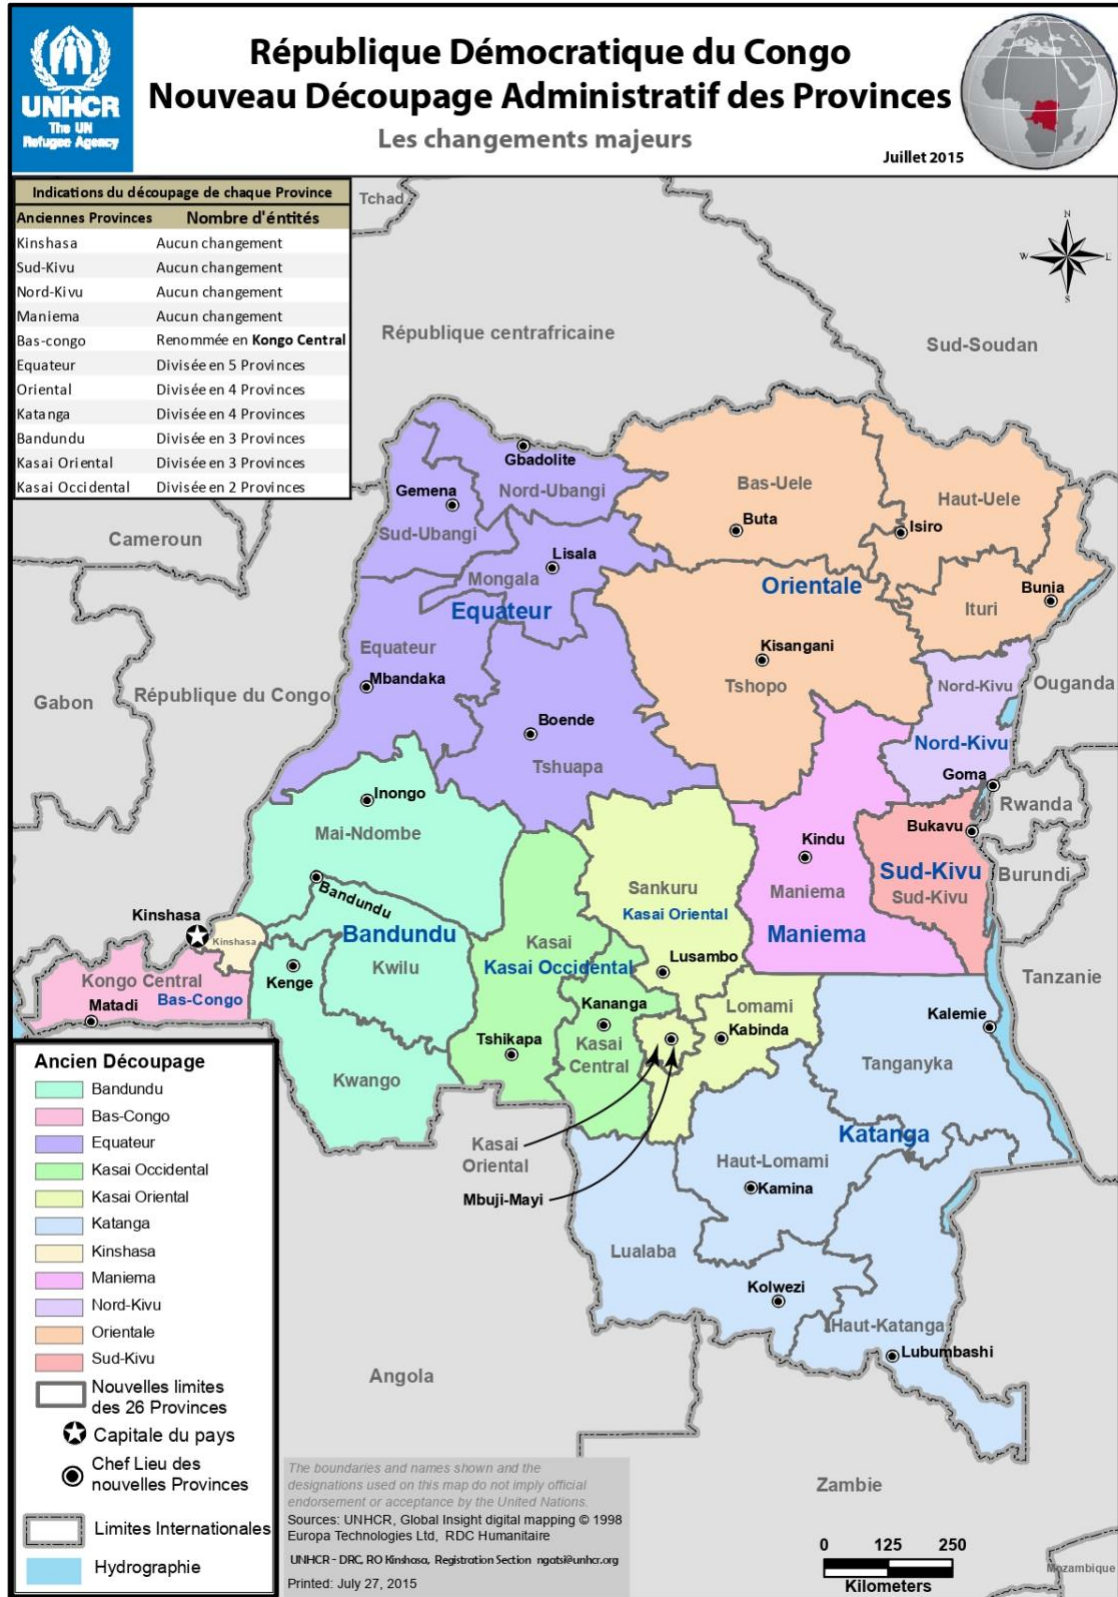 UNHCR
The UN
Refugee Agency
République Démocratique du Congo
Nouveau Découpage Administratif des Provinces
Les changements majeurs
Juillet 2015
Indications du découpage de chaque Province
Anciennes Provinces Nombre d'éntités
Kinshasa Aucun changement
Sud-Kivu Aucun changement
Nord-Kivu Aucun changement
Maniema Aucun changement
Bas-congo Renommée en Kongo Central
Equateur Divisée en 5 Provinces
Oriental Divisée en 4 Provinces
Katanga Divisée en 4 Provinces
Bandundu Divisée en 3 Provinces
Kasai Oriental Divisée en 3 Provinces
Kasai Occidental Divisée en 2 Provinces
Tchad
N
W
L
S
République centrafricaine
Sud-Soudan
Cameroun
Gabon
République du Congo
Ouganda
Rwanda
Burundi
Tanzanie
Angola
Zambie
Mozambique
Gbadolite
Nord-Ubangi
Gemena
Sud-Ubangi
Lisala
Mongala
Equateur
Equateur
Mbandaka
Boende
Tshuapa
Bas-Uele
Buta
Haut-Uele
Isiro
Orientale
Bunia
Ituri
Kisangani
Tshopo
Nord-Kivu
Nord-Kivu
Goma
Bukavu
Sud-Kivu
Sud-Kivu
Kindu
Maniema
Maniema
Inongo
Mai-Ndombe
Bandundu
Bandundu
Kinshasa
Kinshasa
Kongo Central
Bas-Congo
Matadi
Kenge
Kwilu
Kwango
Sankuru
Kasai Oriental
Kasai
Kasai Occidental
Lusambo
Lomami
Kananga
Kabinda
Tshikapa
Kasai
Central
Kasai
Oriental
Mbuji-Mayi
Kalemie
Tanganyika
Katanga
Haut-Lomami
Kamina
Lualaba
Kolwezi
Haut-Katanga
Lubumbashi
Ancien Découpage
Bandundu
Bas-Congo
Equateur
Kasai Occidental
Kasai Oriental
Katanga
Kinshasa
Maniema
Nord-Kivu
Orientale
Sud-Kivu
Nouvelles limites
des 26 Provinces
Capitale du pays
Chef Lieu des
nouvelles Provinces
Limites Internationales
Hydrographie
The boundaries and names shown and the
designations used on this map do not imply official
endorsement or acceptance by the United Nations.
Sources: UNHCR, Global Insight digital mapping © 1998
Europa Technologies Ltd, RDC Humanitaire
UNHCR - DRC, RO Kinshasa, Registration Section ngatsi@unhcr.org
Printed: July 27, 2015
0 125 250
Kilometers